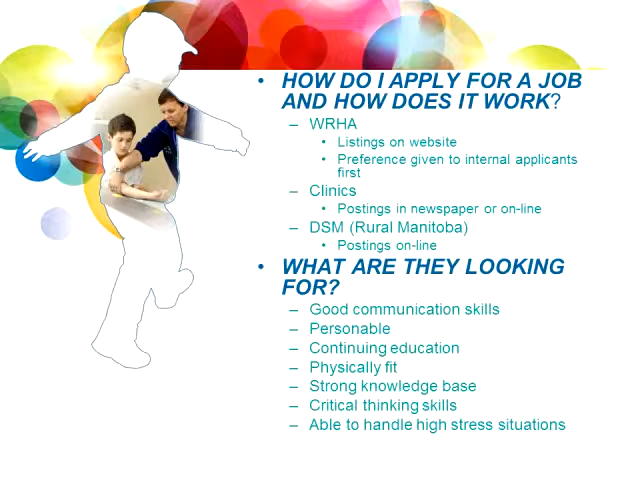 • HOW DO I APPLY FOR A JOB
AND HOW DOES IT WORK?
– WRHA
• Listings on website
• Preference given to internal applicants
first
– Clinics
• Postings in newspaper or on-line
– DSM (Rural Manitoba)
• Postings on-line
• WHAT ARE THEY LOOKING
FOR?
– Good communication skills
– Personable
– Continuing education
– Physically fit
– Strong knowledge base
– Critical thinking skills
– Able to handle high stress situations